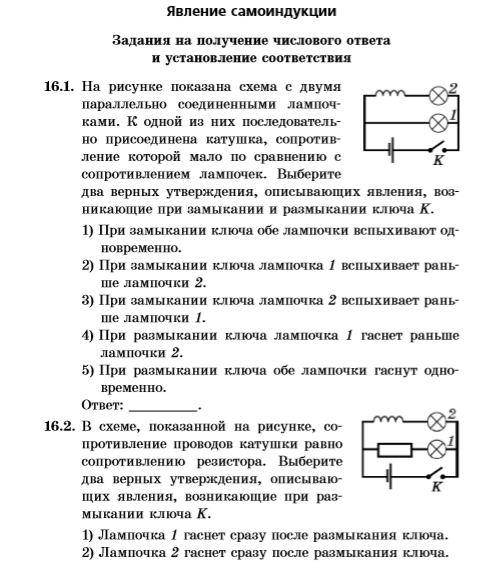 Явление самоиндукции
Задания на получение числового ответа
и установление соответствия
16.1. На рисунке показана схема с двумя
параллельно соединенными лампоч-
ками. К одной из них последователь-
но присоединена катушка, сопротив-
ление которой мало по сравнению с
сопротивлением лампочек. Выберите
два верных утверждения, описывающих явления, воз-
никающие при замыкании и размыкании ключа K.
2
1
K
1) При замыкании ключа обе лампочки вспыхивают од-
новременно.
2) При замыкании ключа лампочка 1 вспыхивает рань-
ше лампочки 2.
3) При замыкании ключа лампочка 2 вспыхивает рань-
ше лампочки 1.
4) При размыкании ключа лампочка 1 гаснет раньше
лампочки 2.
5) При размыкании ключа обе лампочки гаснут одно-
временно.
Ответ: __________.
16.2. В схеме, показанной на рисунке, со-
противление проводов катушки равно
сопротивлению резистора. Выберите
два верных утверждения, описываю-
щих явления, возникающие при раз-
мыкании ключа K.
2
1
K
1) Лампочка 1 гаснет сразу после размыкания ключа.
2) Лампочка 2 гаснет сразу после размыкания ключа.